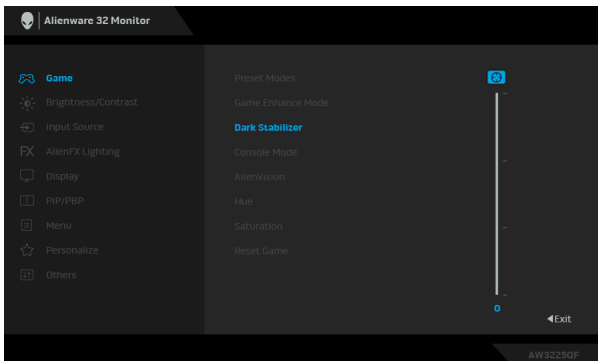 Alienware 32 Monitor
Game
Brightness/Contrast
Input Source
FX AlienFX Lighting
Display
PIP/PBP
Menu
Personalize
Others
Preset Modes
Game Enhance Mode
Dark Stabilizer
Console Mode
AlienVision
Hue
Saturation
Reset Game
0
Exit
AW3225QF